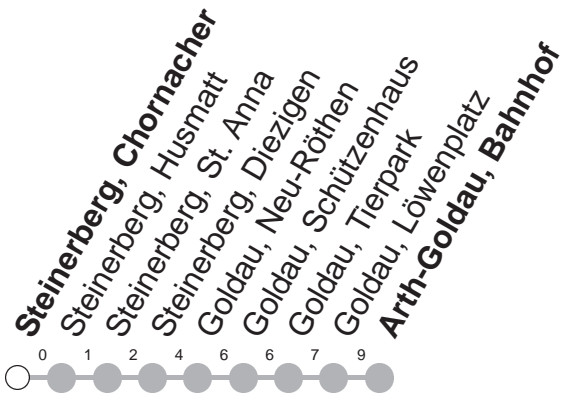 Steinerberg, Chornacher
Steinerberg, Husmatt
Steinerberg, St. Anna
Steinerberg, Diezigen
Goldau, Neu-Röthen
Goldau, Schützenhaus
Goldau, Tierpark
Goldau, Löwenplatz
Arth-Goldau, Bahnhof
0 1 2 4 6 6 7 9